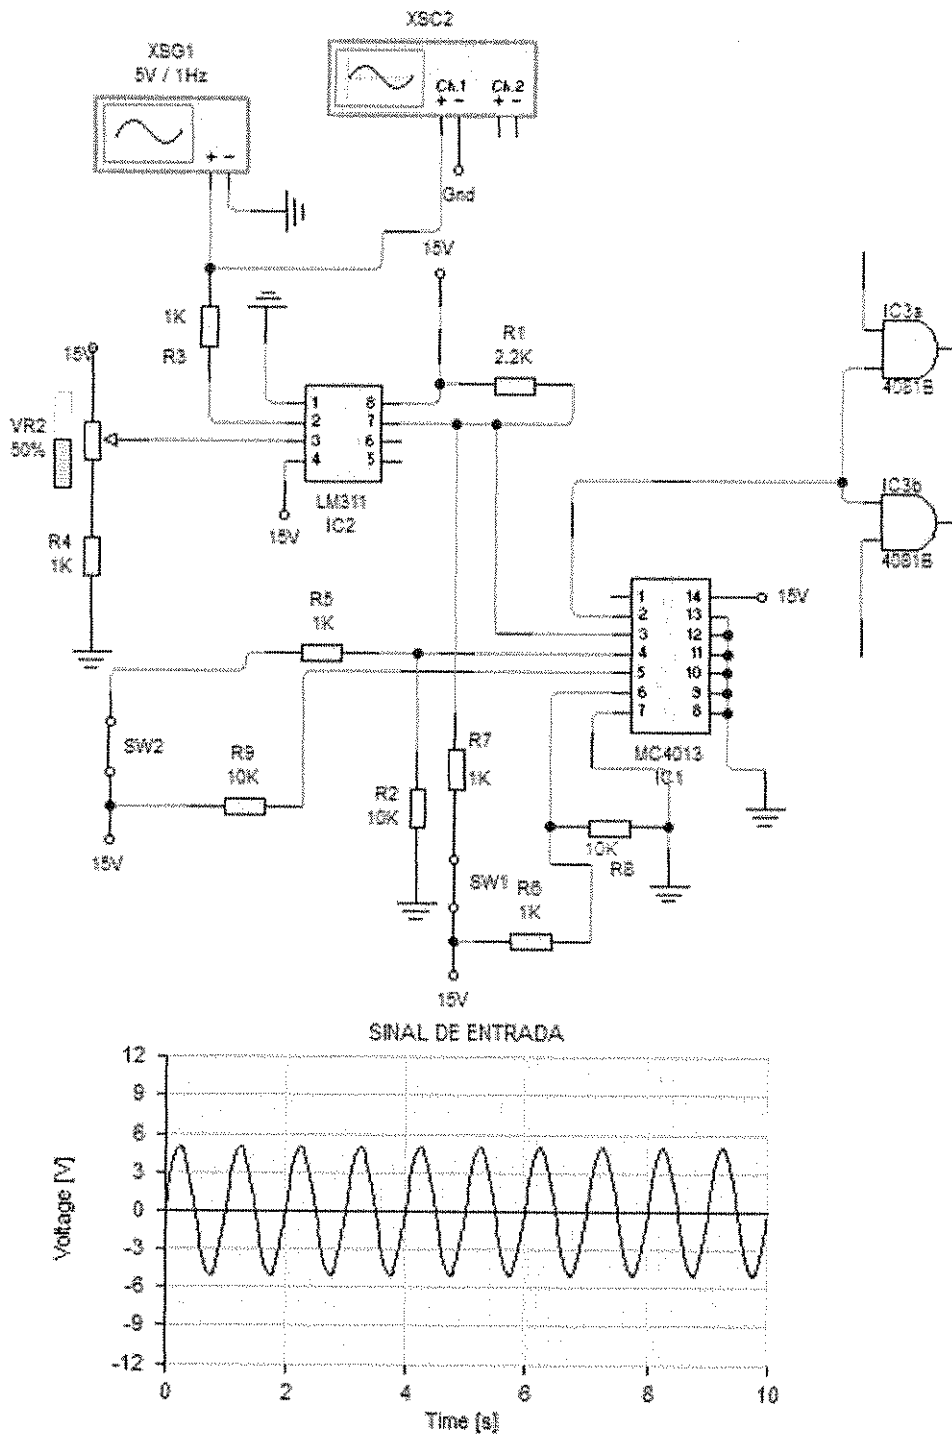 XSC2
XSG1
5V / 1Hz
Ch.1
Ch.2
+ -
+ -
+ -
Gnd
15V
1K
R3
R1
2.2K
IC3a
4081B
15V
VR2
50%
1 8
2 7
3 6
4 5
LM311
IC2
15V
IC3b
4081B
R4
1K
R5
1K
1 14
2 13
3 12
4 11
5 10
6 9
7 8
15V
MC4013
IC1
SW2
R9
10K
R7
1K
R2
10K
15V
10K
R8
SW1
R6
1K
15V
SINAL DE ENTRADA
12
9
6
3
0
-3
-6
-9
-12
Voltage [V]
0 2 4 6 8 10
Time [s]